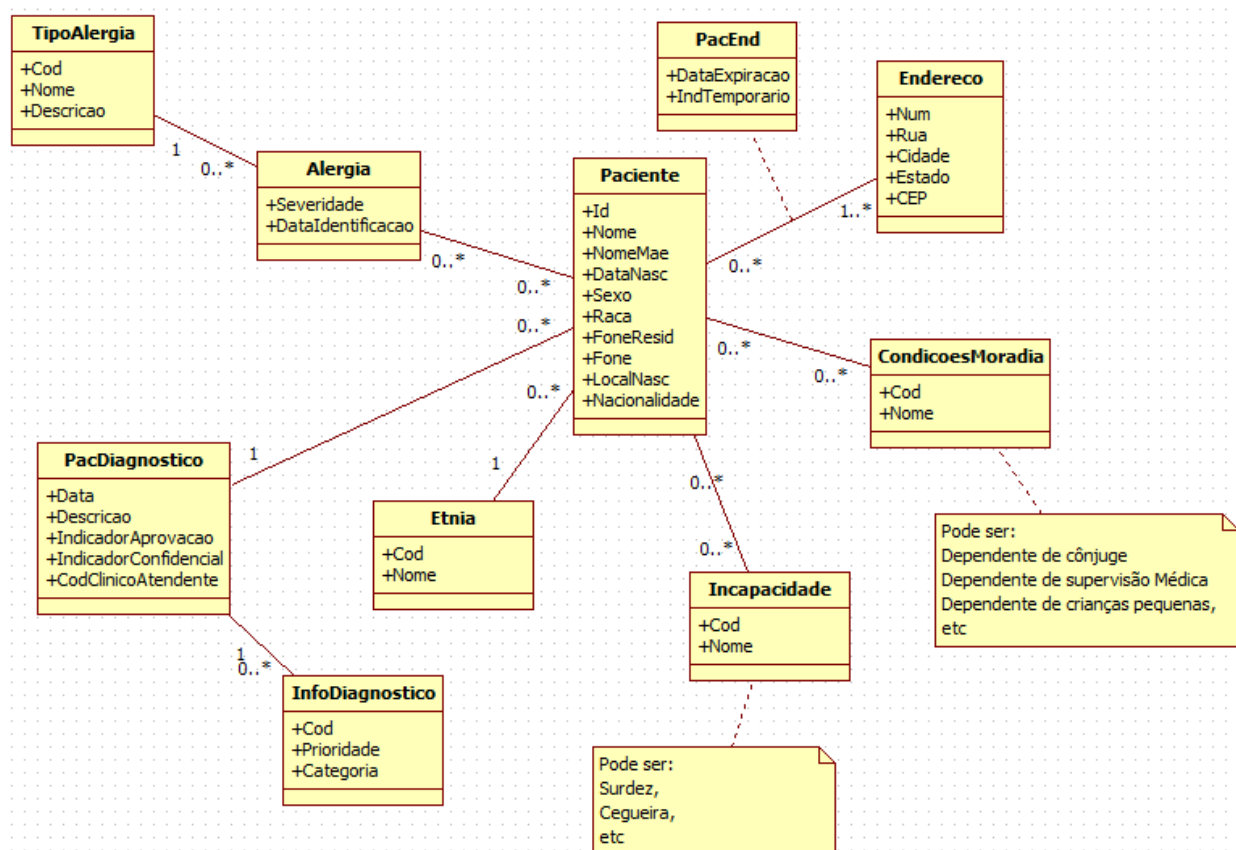 TipoAlergia
+Cod
+Nome
+Descricao
1
0..*
Alergia
+Severidade
+DataIdentificacao
0..*
0..*
PacEnd
+DataExpiracao
+IndTemporario
Endereco
+Num
+Rua
+Cidade
+Estado
+CEP
1..*
0..*
Paciente
+Id
+Nome
+NomeMae
+DataNasc
+Sexo
+Raca
+FoneResid
+Fone
+LocalNasc
+Nacionalidade
0..*
0..*
CondicoesMoradia
+Cod
+Nome
Pode ser:
Dependente de cônjuge
Dependente de supervisão Médica
Dependente de crianças pequenas,
etc
0..*
1
PacDiagnostico
+Data
+Descricao
+IndicadorAprovacao
+IndicadorConfidencial
+CodClinicoAtendente
1
0..*
InfoDiagnostico
+Cod
+Prioridade
+Categoria
0..*
1
Etnia
+Cod
+Nome
0..*
0..*
Incapacidade
+Cod
+Nome
Pode ser:
Surdez,
Cegueira,
etc